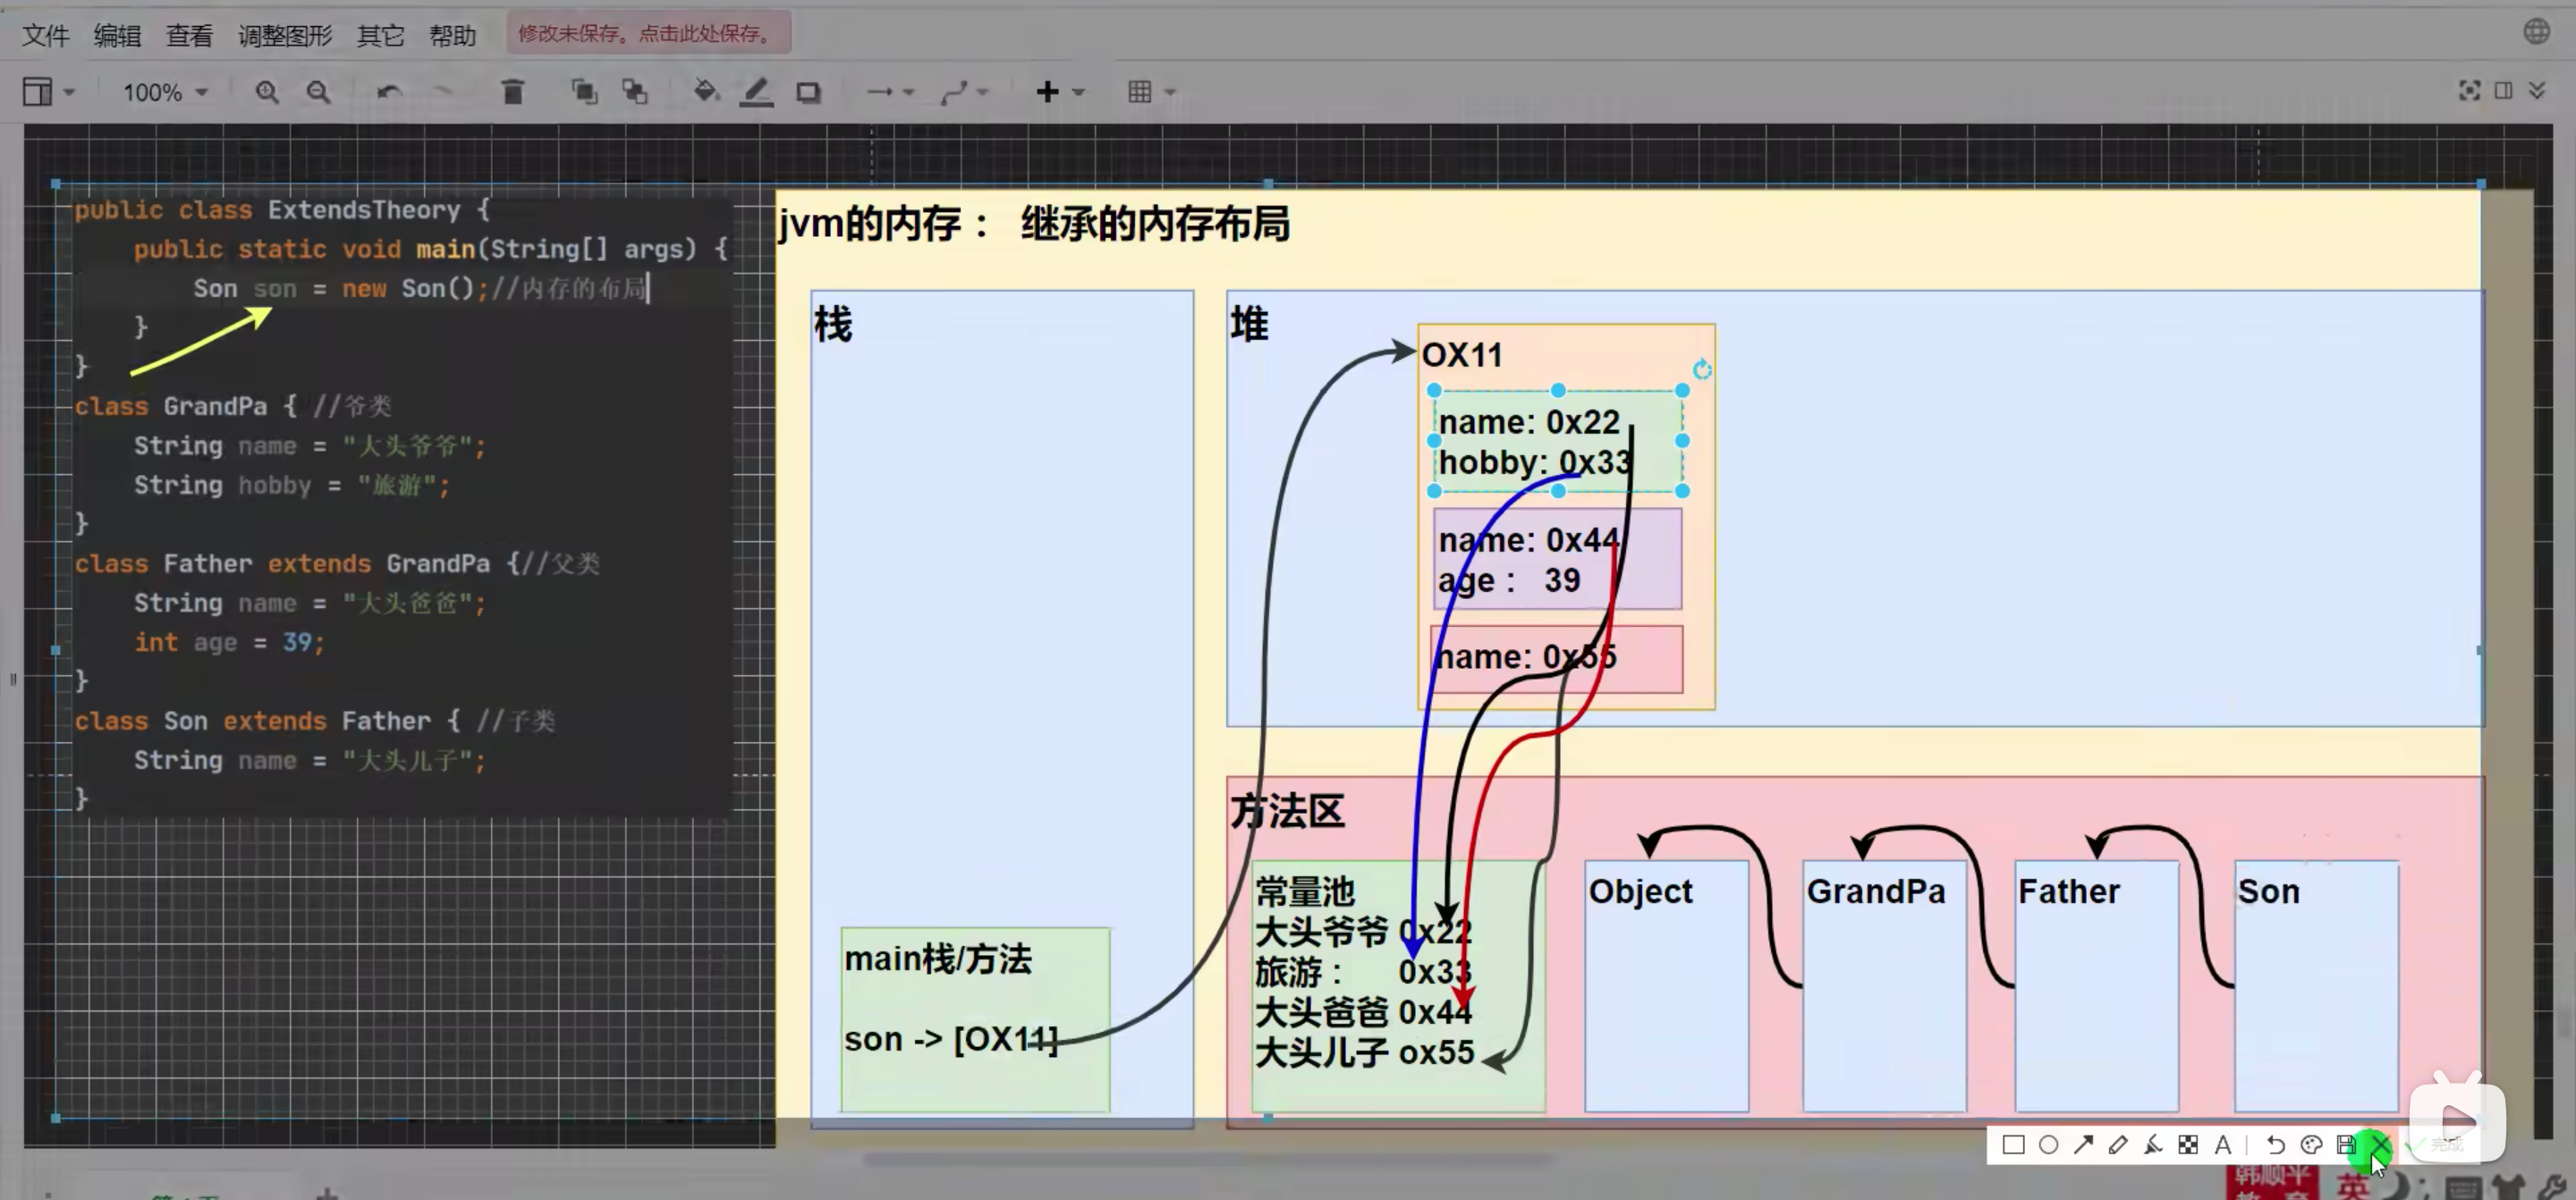 文件 编辑 查看 调整图形 其它 帮助 修改未保存。点击此处保存。
100%
public class ExtendsTheory {
public static void main(String[] args) {
Son son = new Son();//内存的布局
}
}
class GrandPa { //爷类
String name = "大头爷爷";
String hobby = "旅游";
}
class Father extends GrandPa {//父类
String name = "大头爸爸";
int age = 39;
}
class Son extends Father { //子类
String name = "大头儿子";
}
jvm的内存： 继承的内存布局
栈
main栈/方法
son -> [OX11]
堆
OX11
name: 0x22
hobby: 0x33
name: 0x44
age： 39
name: 0x55
方法区
常量池
大头爷爷 0x22
旅游： 0x33
大头爸爸 0x44
大头儿子 ox55
Object
GrandPa
Father
Son
A
完成
韩顺平
英